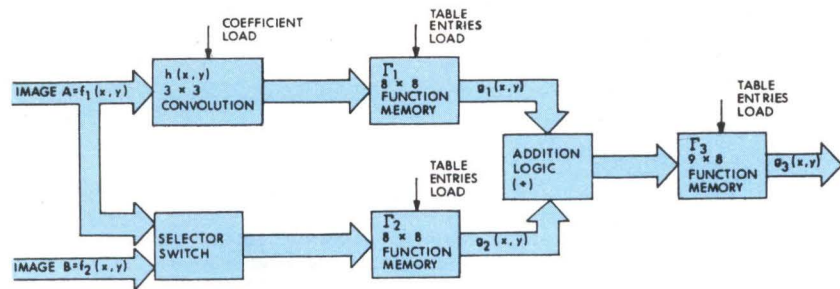 COEFFICIENT
LOAD
TABLE
ENTRIES
LOAD
IMAGE A=f₁(x,y)
h(x,y)
3 × 3
CONVOLUTION
Γ₁
8 × 8
FUNCTION
MEMORY
g₁(x,y)
TABLE
ENTRIES
LOAD
ADDITION
LOGIC
(+)
Γ₃
9 × 8
FUNCTION
MEMORY
g₃(x,y)
TABLE
ENTRIES
LOAD
IMAGE B=f₂(x,y)
SELECTOR
SWITCH
Γ₂
8 × 8
FUNCTION
MEMORY
g₂(x,y)